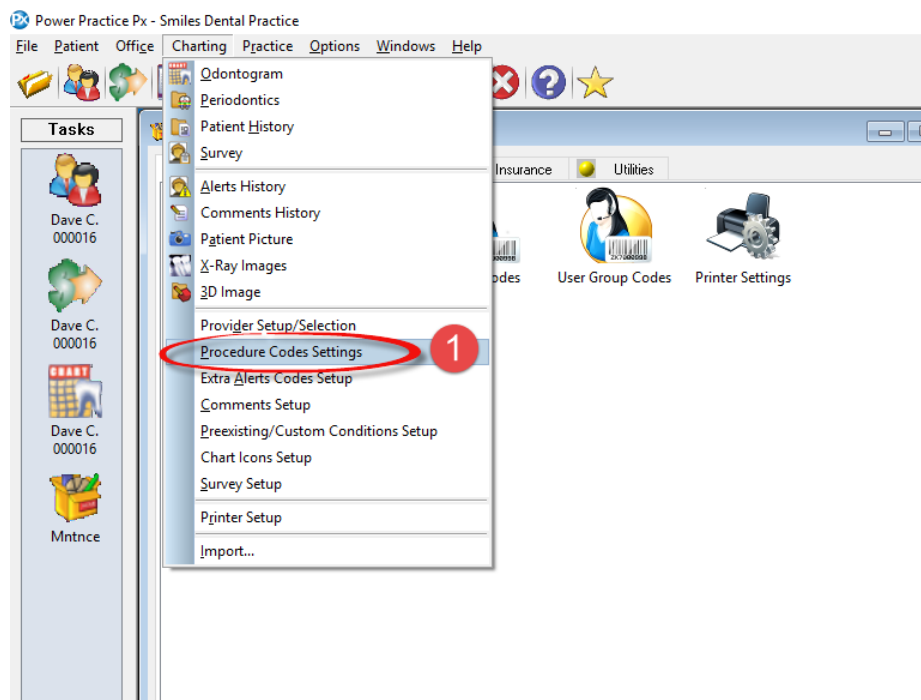 Power Practice Px - Smiles Dental Practice
File Patient Office Charting Practice Options Windows Help
Tasks
Dave C.
000016
Dave C.
000016
CHART
Dave C.
000016
Mntnce
Odontogram
Periodontics
Patient History
Survey
Alerts History
Comments History
Patient Picture
X-Ray Images
3D Image
Provider Setup/Selection
Procedure Codes Settings
1
Extra Alerts Codes Setup
Comments Setup
Preexisting/Custom Conditions Setup
Chart Icons Setup
Survey Setup
Printer Setup
Import...
Insurance Utilities
User Group Codes Printer Settings